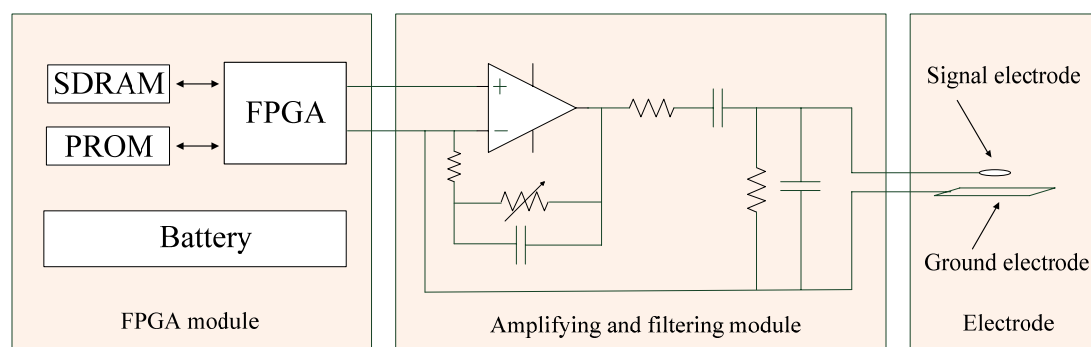 SDRAM
PROM
FPGA
Battery
FPGA module
+
−
Amplifying and filtering module
Signal electrode
Ground electrode
Electrode